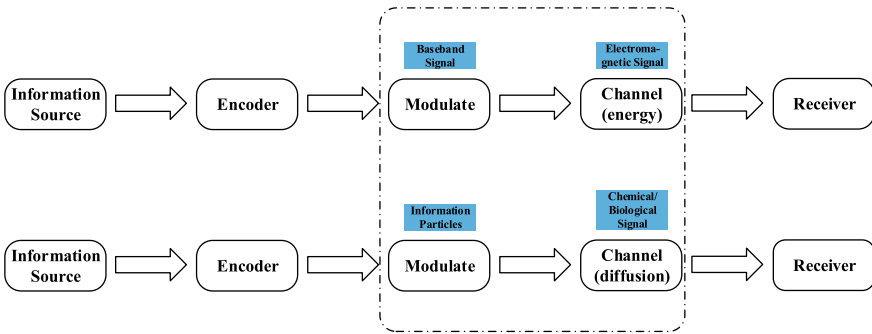 Baseband
Signal
Electroma-
gnetic Signal
Information
Source
Encoder
Modulate
Channel
(energy)
Receiver
Information
Particles
Chemical/
Biological
Signal
Information
Source
Encoder
Modulate
Channel
(diffusion)
Receiver